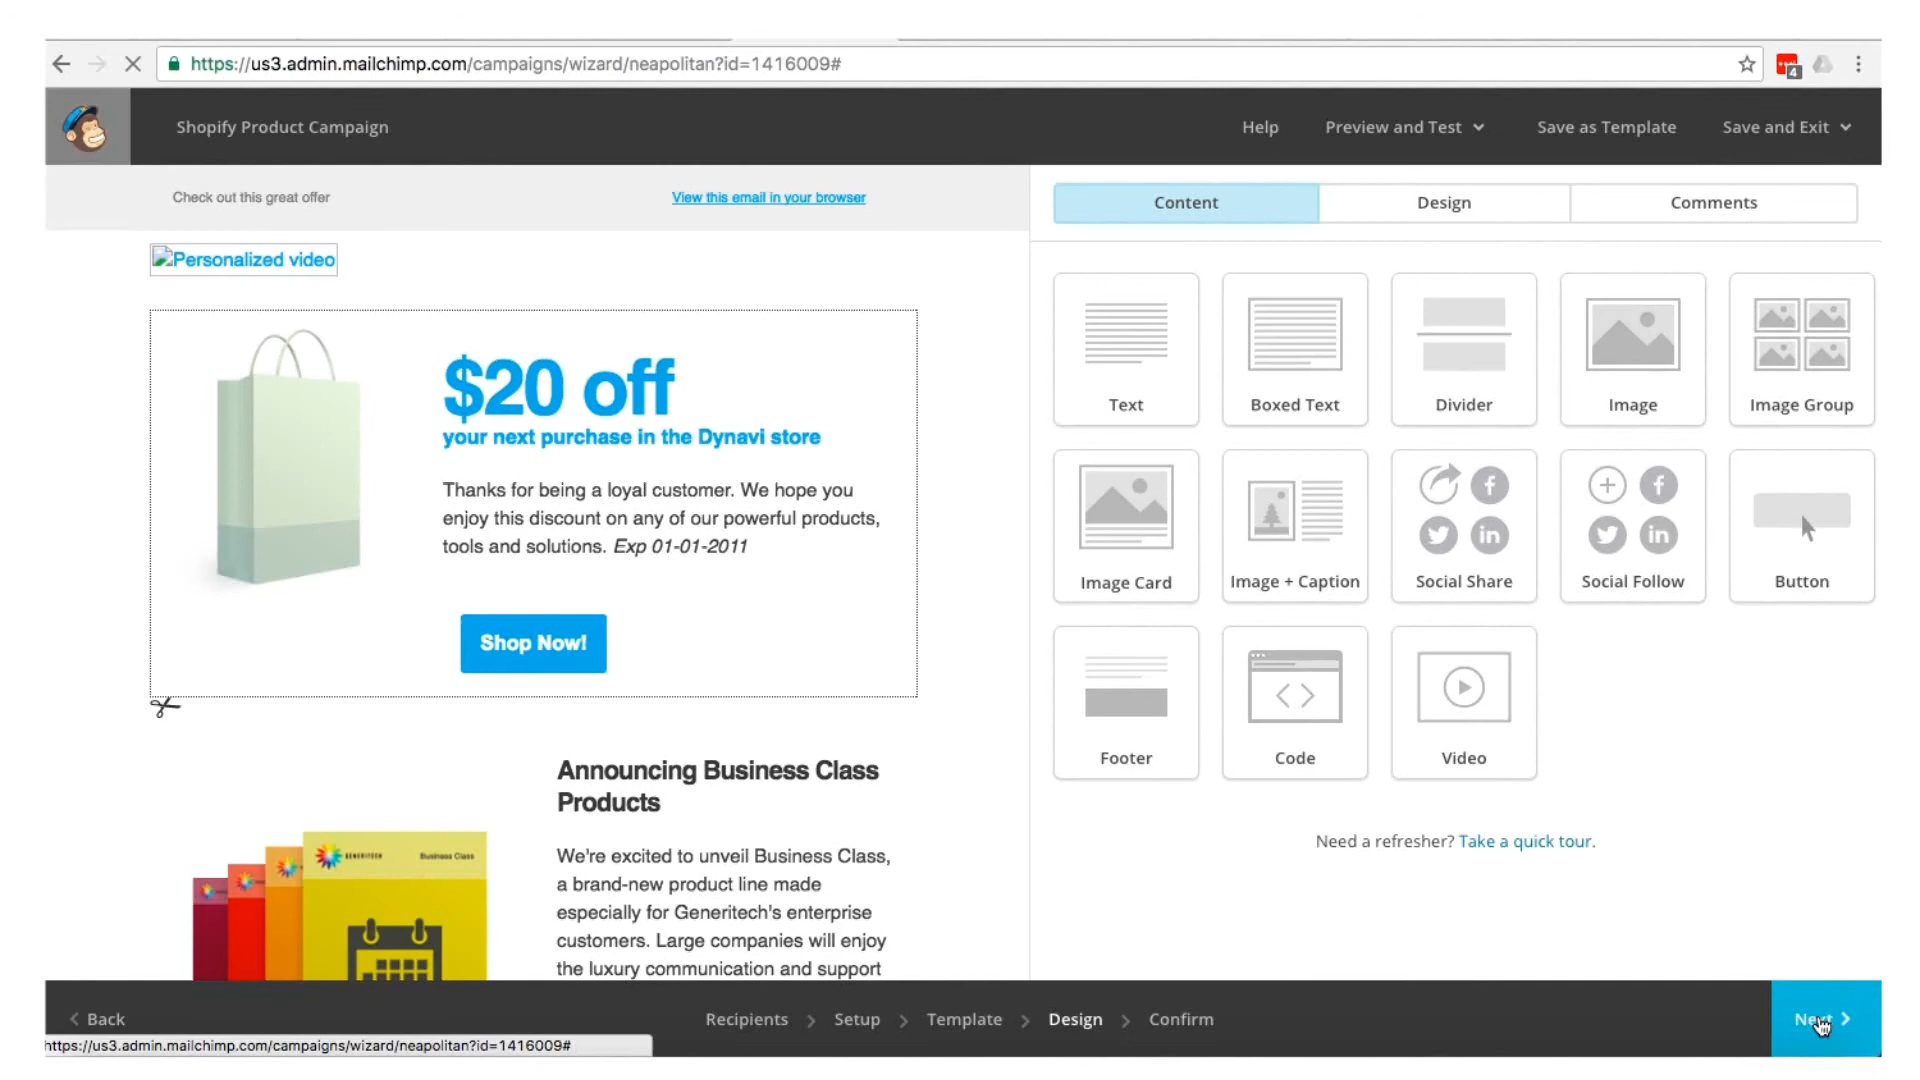 https://us3.admin.mailchimp.com/campaigns/wizard/neapolitan?id=1416009#
4
Shopify Product Campaign
Help
Preview and Test
Save as Template
Save and Exit
Check out this great offer
View this email in your browser
Content
Design
Comments
Personalized video
$20 off
your next purchase in the Dynavi store
Thanks for being a loyal customer. We hope you
enjoy this discount on any of our powerful products,
tools and solutions. Exp 01-01-2011
Shop Now!
Text
Boxed Text
Divider
Image
Image Group
Image Card
Image + Caption
Social Share
Social Follow
Button
Footer
Code
Video
Announcing Business Class
Products
GENERITECH
Business Class
We're excited to unveil Business Class,
a brand-new product line made
especially for Generitech's enterprise
customers. Large companies will enjoy
the luxury communication and support
Need a refresher? Take a quick tour.
Back
Recipients
Setup
Template
Design
Confirm
Next
https://us3.admin.mailchimp.com/campaigns/wizard/neapolitan?id=1416009#